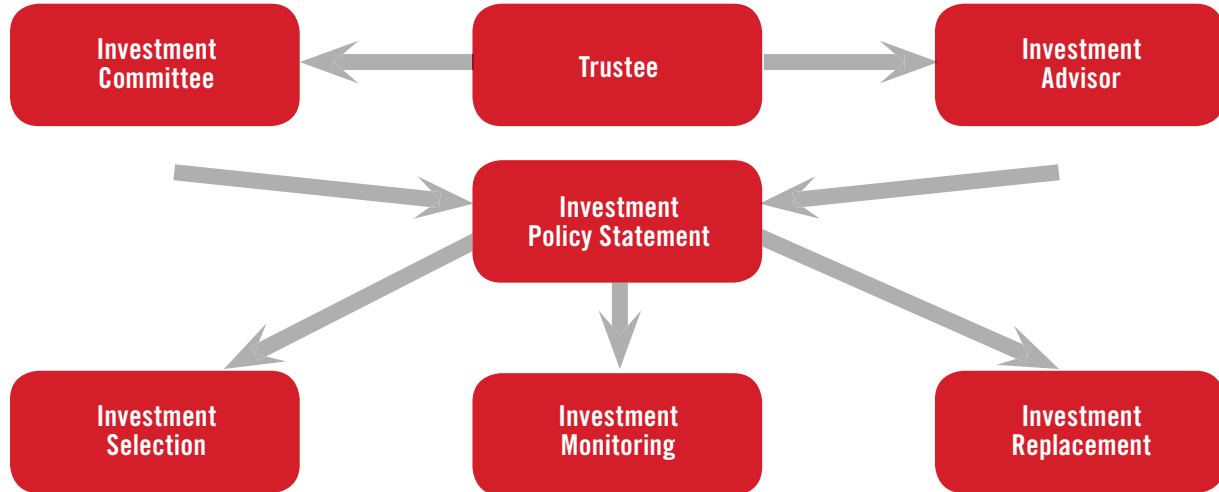 Investment
Committee
Trustee
Investment
Advisor
Investment
Policy Statement
Investment
Selection
Investment
Monitoring
Investment
Replacement